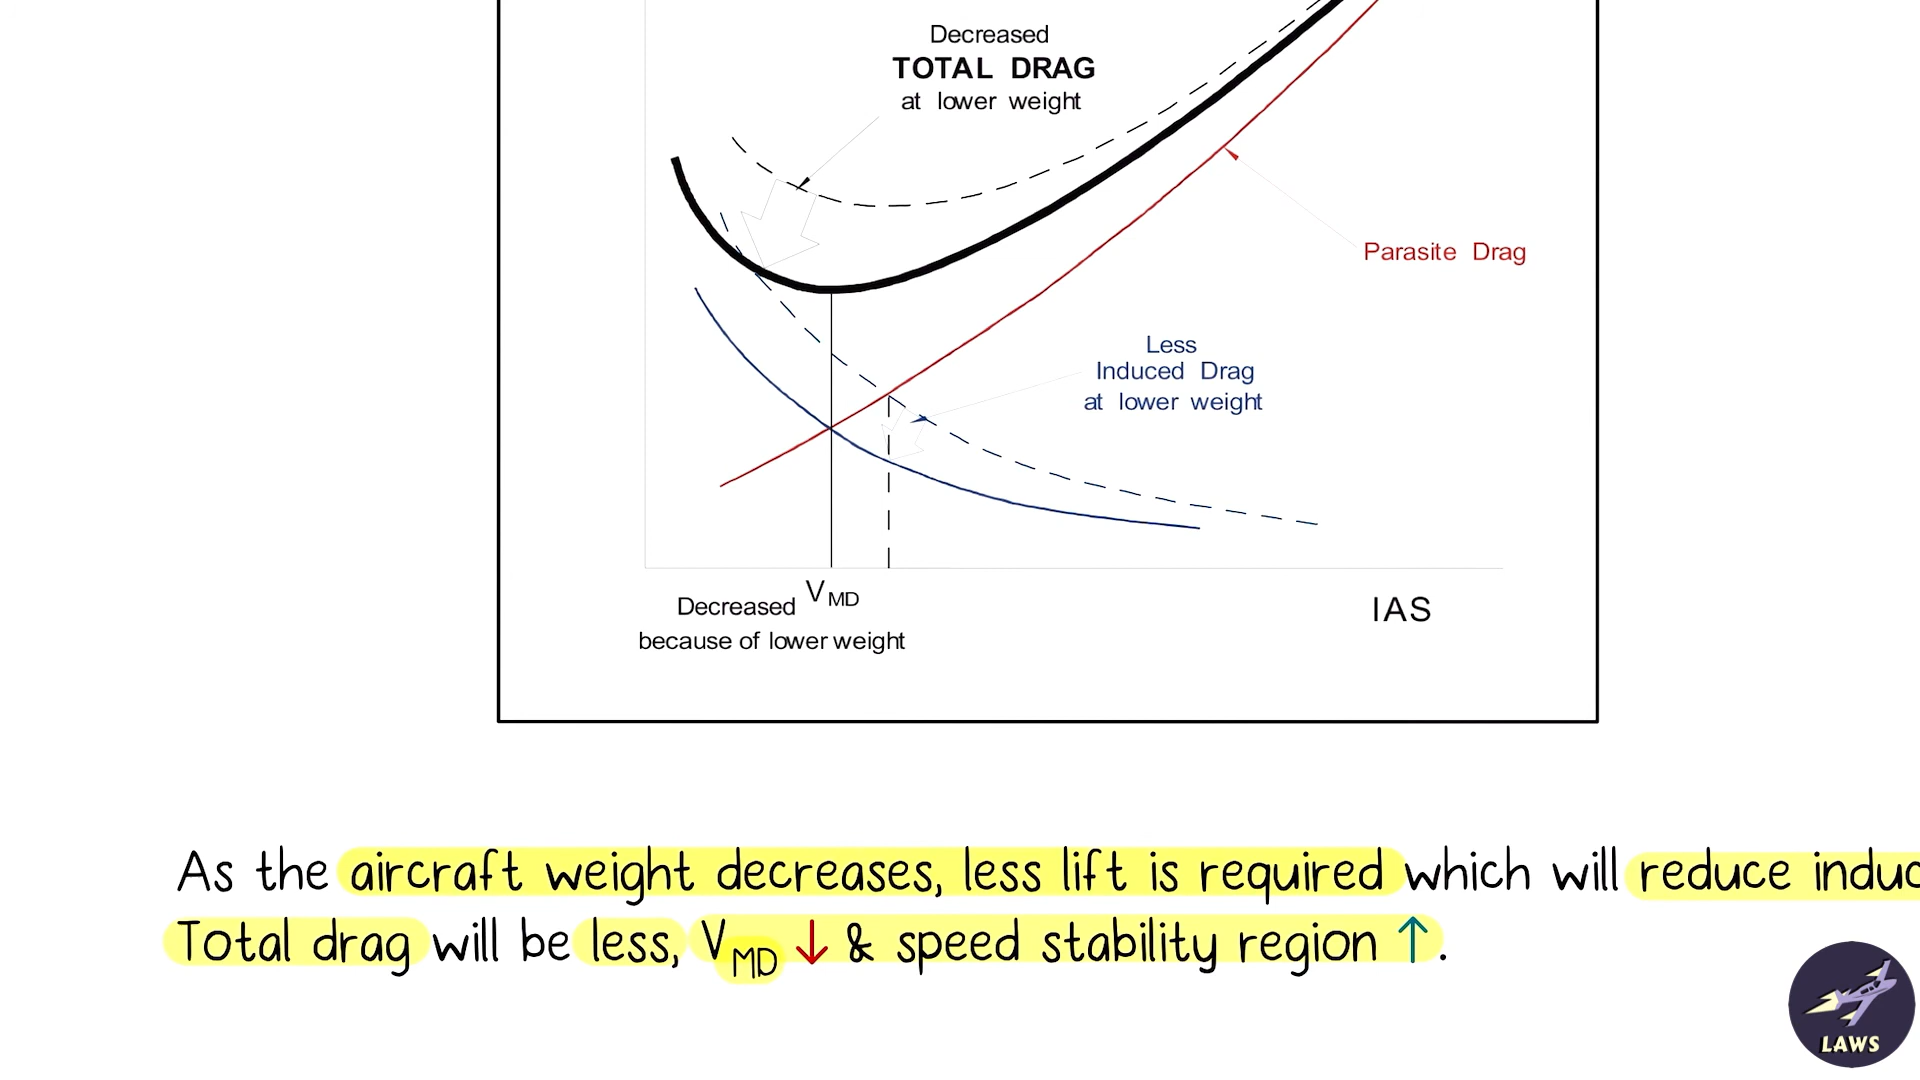 Decreased
TOTAL DRAG
at lower weight
Parasite Drag
Less
Induced Drag
at lower weight
Decreased VMD
because of lower weight
IAS
As the aircraft weight decreases, less lift is required which will reduce induc
Total drag will be less, VMD ↓ & speed stability region ↑.
LAWS